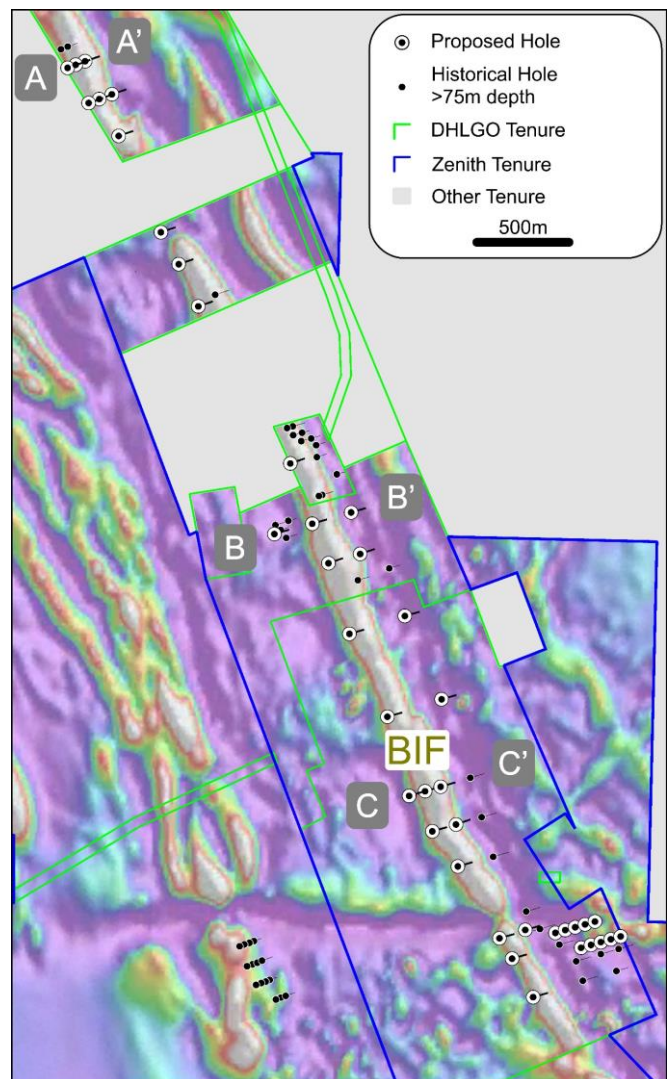 A
A'
Proposed Hole
Historical Hole
>75m depth
DHLGO Tenure
Zenith Tenure
Other Tenure
500m
B
B'
BIF
C
C'